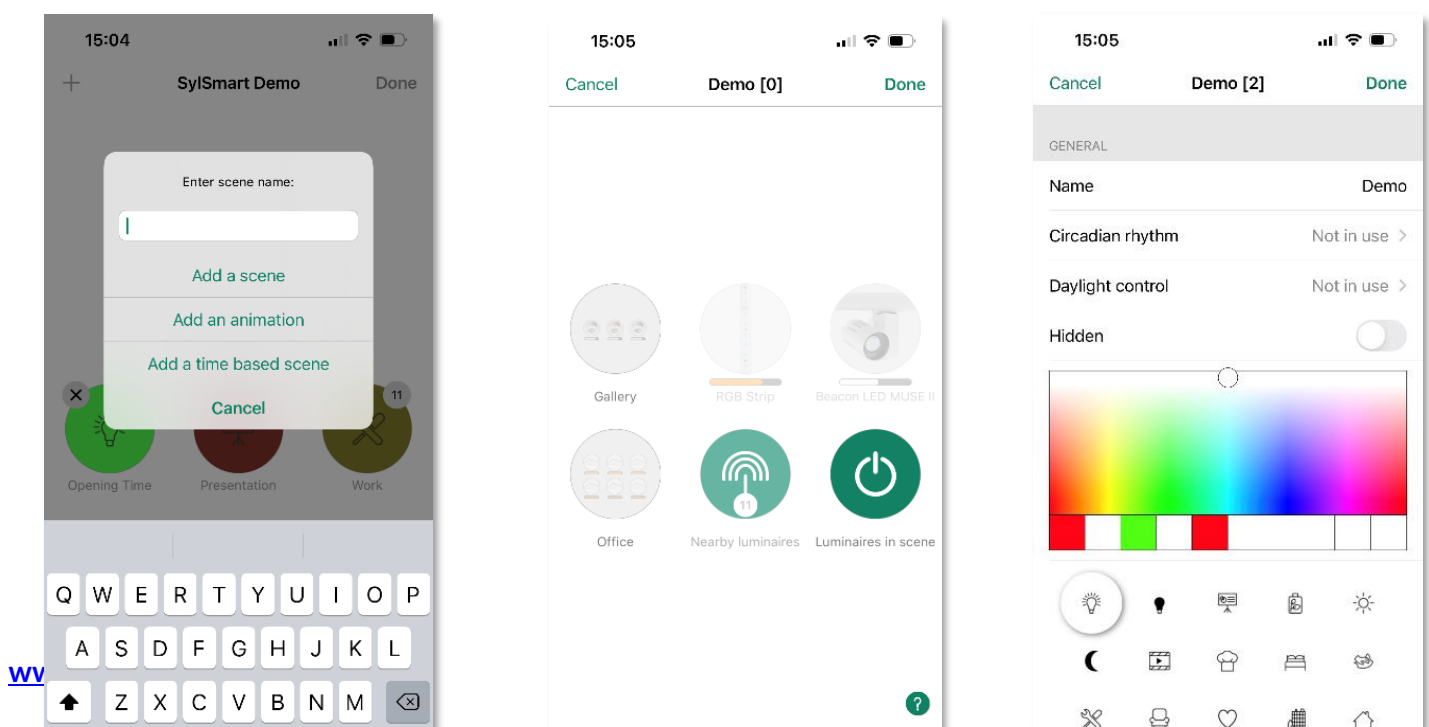 15:04
SylSmart Demo
Done
Enter scene name:
Add a scene
Add an animation
Add a time based scene
Cancel
11
Opening Time
Presentation
Work
Q W E R T Y U I O P
A S D F G H J K L
Z X C V B N M
15:05
Cancel
Demo [0]
Done
Gallery
RGB Strip
Beacon LED MUSE II
11
Office
Nearby luminaires
Luminaires in scene
?
15:05
Cancel
Demo [2]
Done
GENERAL
Name
Demo
Circadian rhythm
Not in use
Daylight control
Not in use
Hidden